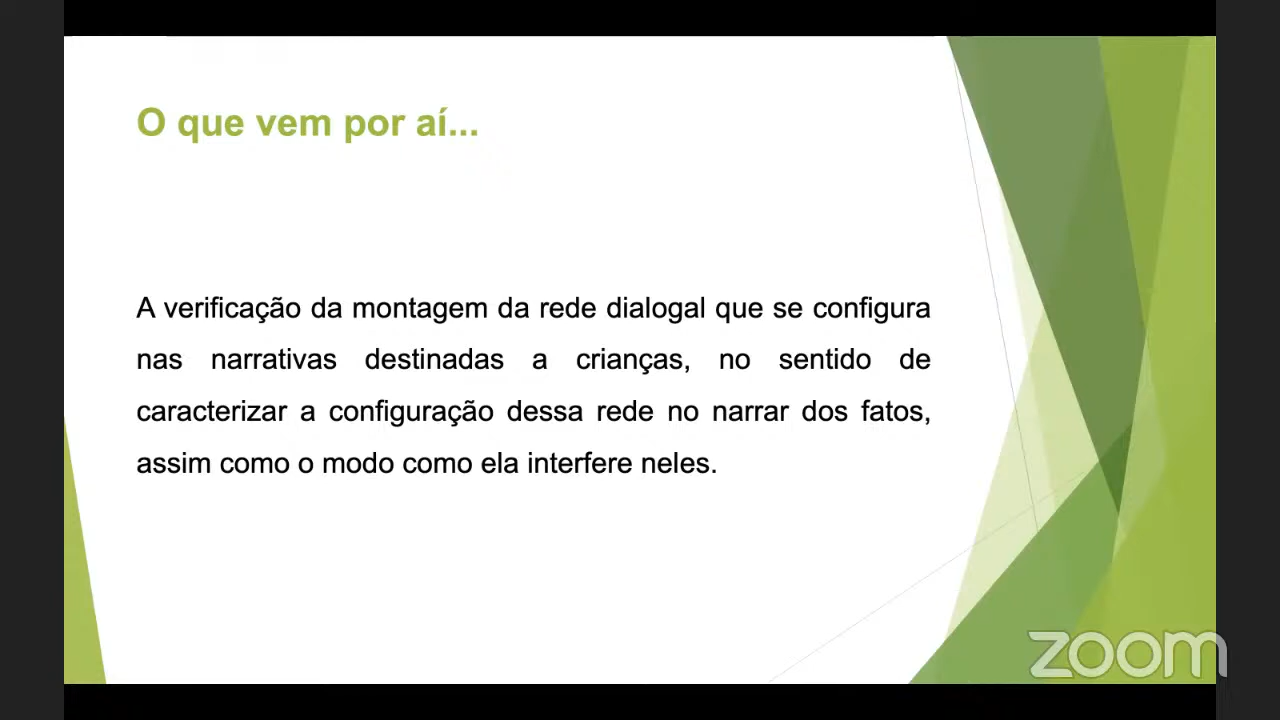 O que vem por aí...
A verificação da montagem da rede dialogal que se configura
nas narrativas destinadas a crianças, no sentido de
caracterizar a configuração dessa rede no narrar dos fatos,
assim como o modo como ela interfere neles.
zoom